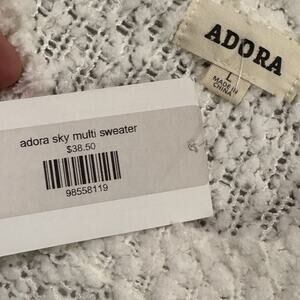 ADORA
L
MADE IN
CHINA
adora sky multi sweater
$38.50
98558119